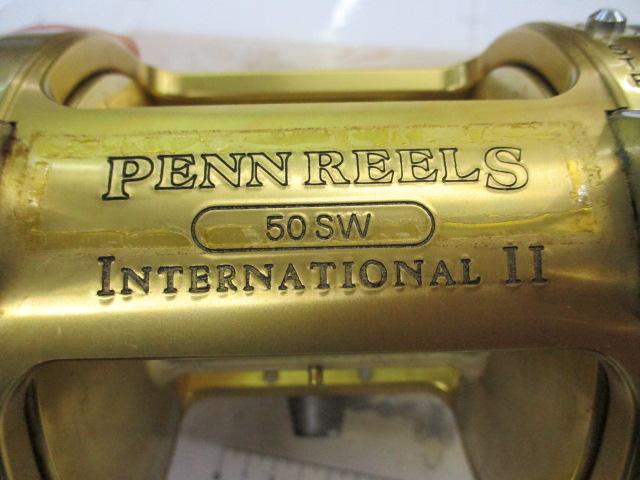 PENN REELS
50 SW
INTERNATIONAL II